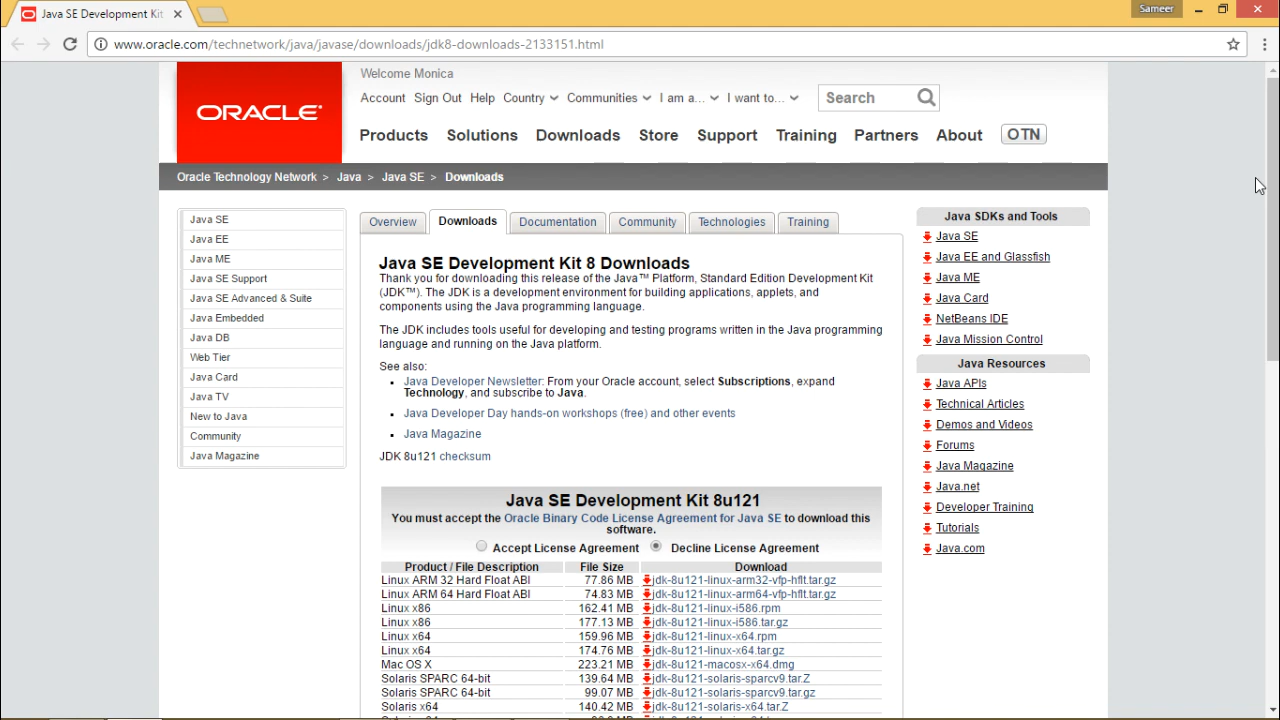 Java SE Development Kit
Sameer
www.oracle.com/technetwork/java/javase/downloads/jdk8-downloads-2133151.html
ORACLE
Welcome Monica
Account Sign Out Help Country Communities I am a... I want to... Search
Products Solutions Downloads Store Support Training Partners About OTN
Oracle Technology Network > Java > Java SE > Downloads
Java SE
Java EE
Java ME
Java SE Support
Java SE Advanced & Suite
Java Embedded
Java DB
Web Tier
Java Card
Java TV
New to Java
Community
Java Magazine
Overview Downloads Documentation Community Technologies Training
Java SE Development Kit 8 Downloads
Thank you for downloading this release of the Java™ Platform, Standard Edition Development Kit
(JDK™). The JDK is a development environment for building applications, applets, and
components using the Java programming language.
The JDK includes tools useful for developing and testing programs written in the Java programming
language and running on the Java platform.
See also:
• Java Developer Newsletter: From your Oracle account, select Subscriptions, expand
Technology, and subscribe to Java.
• Java Developer Day hands-on workshops (free) and other events
• Java Magazine
JDK 8u121 checksum
Java SE Development Kit 8u121
You must accept the Oracle Binary Code License Agreement for Java SE to download this
software.
Accept License Agreement Decline License Agreement
Product / File Description File Size Download
Linux ARM 32 Hard Float ABI 77.86 MB jdk-8u121-linux-arm32-vfp-hflt.tar.gz
Linux ARM 64 Hard Float ABI 74.83 MB jdk-8u121-linux-arm64-vfp-hflt.tar.gz
Linux x86 162.41 MB jdk-8u121-linux-i586.rpm
Linux x86 177.13 MB jdk-8u121-linux-i586.tar.gz
Linux x64 159.96 MB jdk-8u121-linux-x64.rpm
Linux x64 174.76 MB jdk-8u121-linux-x64.tar.gz
Mac OS X 223.21 MB jdk-8u121-macosx-x64.dmg
Solaris SPARC 64-bit 139.64 MB jdk-8u121-solaris-sparcv9.tar.Z
Solaris SPARC 64-bit 99.07 MB jdk-8u121-solaris-sparcv9.tar.gz
Solaris x64 140.42 MB jdk-8u121-solaris-x64.tar.Z
Java SDKs and Tools
Java SE
Java EE and Glassfish
Java ME
Java Card
NetBeans IDE
Java Mission Control
Java Resources
Java APIs
Technical Articles
Demos and Videos
Forums
Java Magazine
Java.net
Developer Training
Tutorials
Java.com